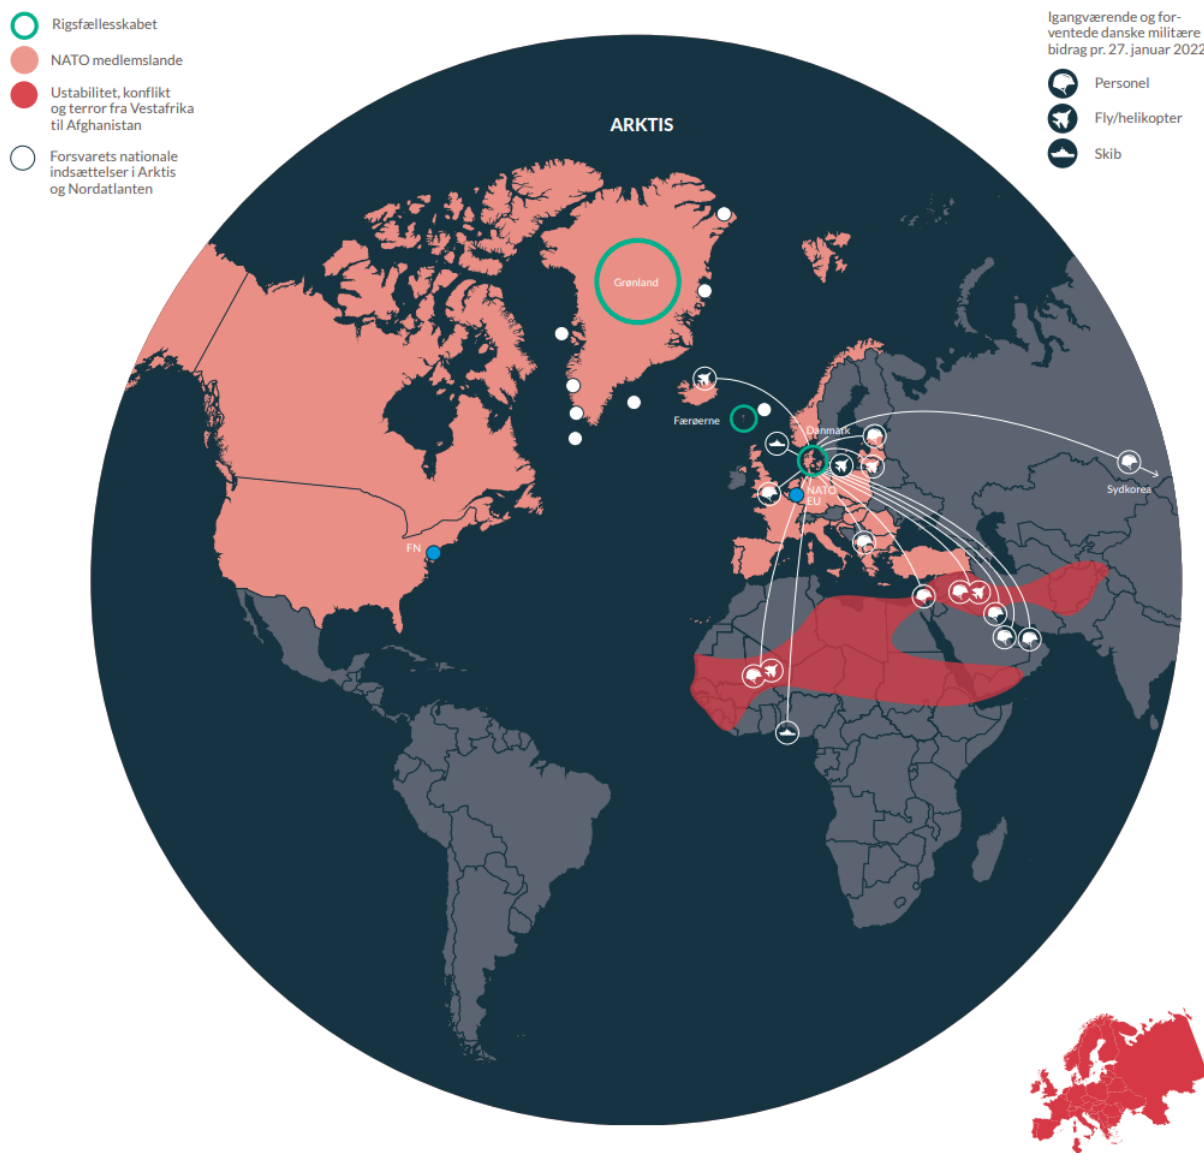 Rigsfællesskabet
NATO medlemslande
Ustabilitet, konflikt
og terror fra Vestafrika
til Afghanistan
Forsvarets nationale
indsættelser i Arktis
og Nordatlanten
Igangværende og for-
ventede danske militære
bidrag pr. 27. januar 2022
Personel
Fly/helikopter
Skib
ARKTIS
Grønland
Færøerne
Danmark
NATO
EU
Sydkorea
FN